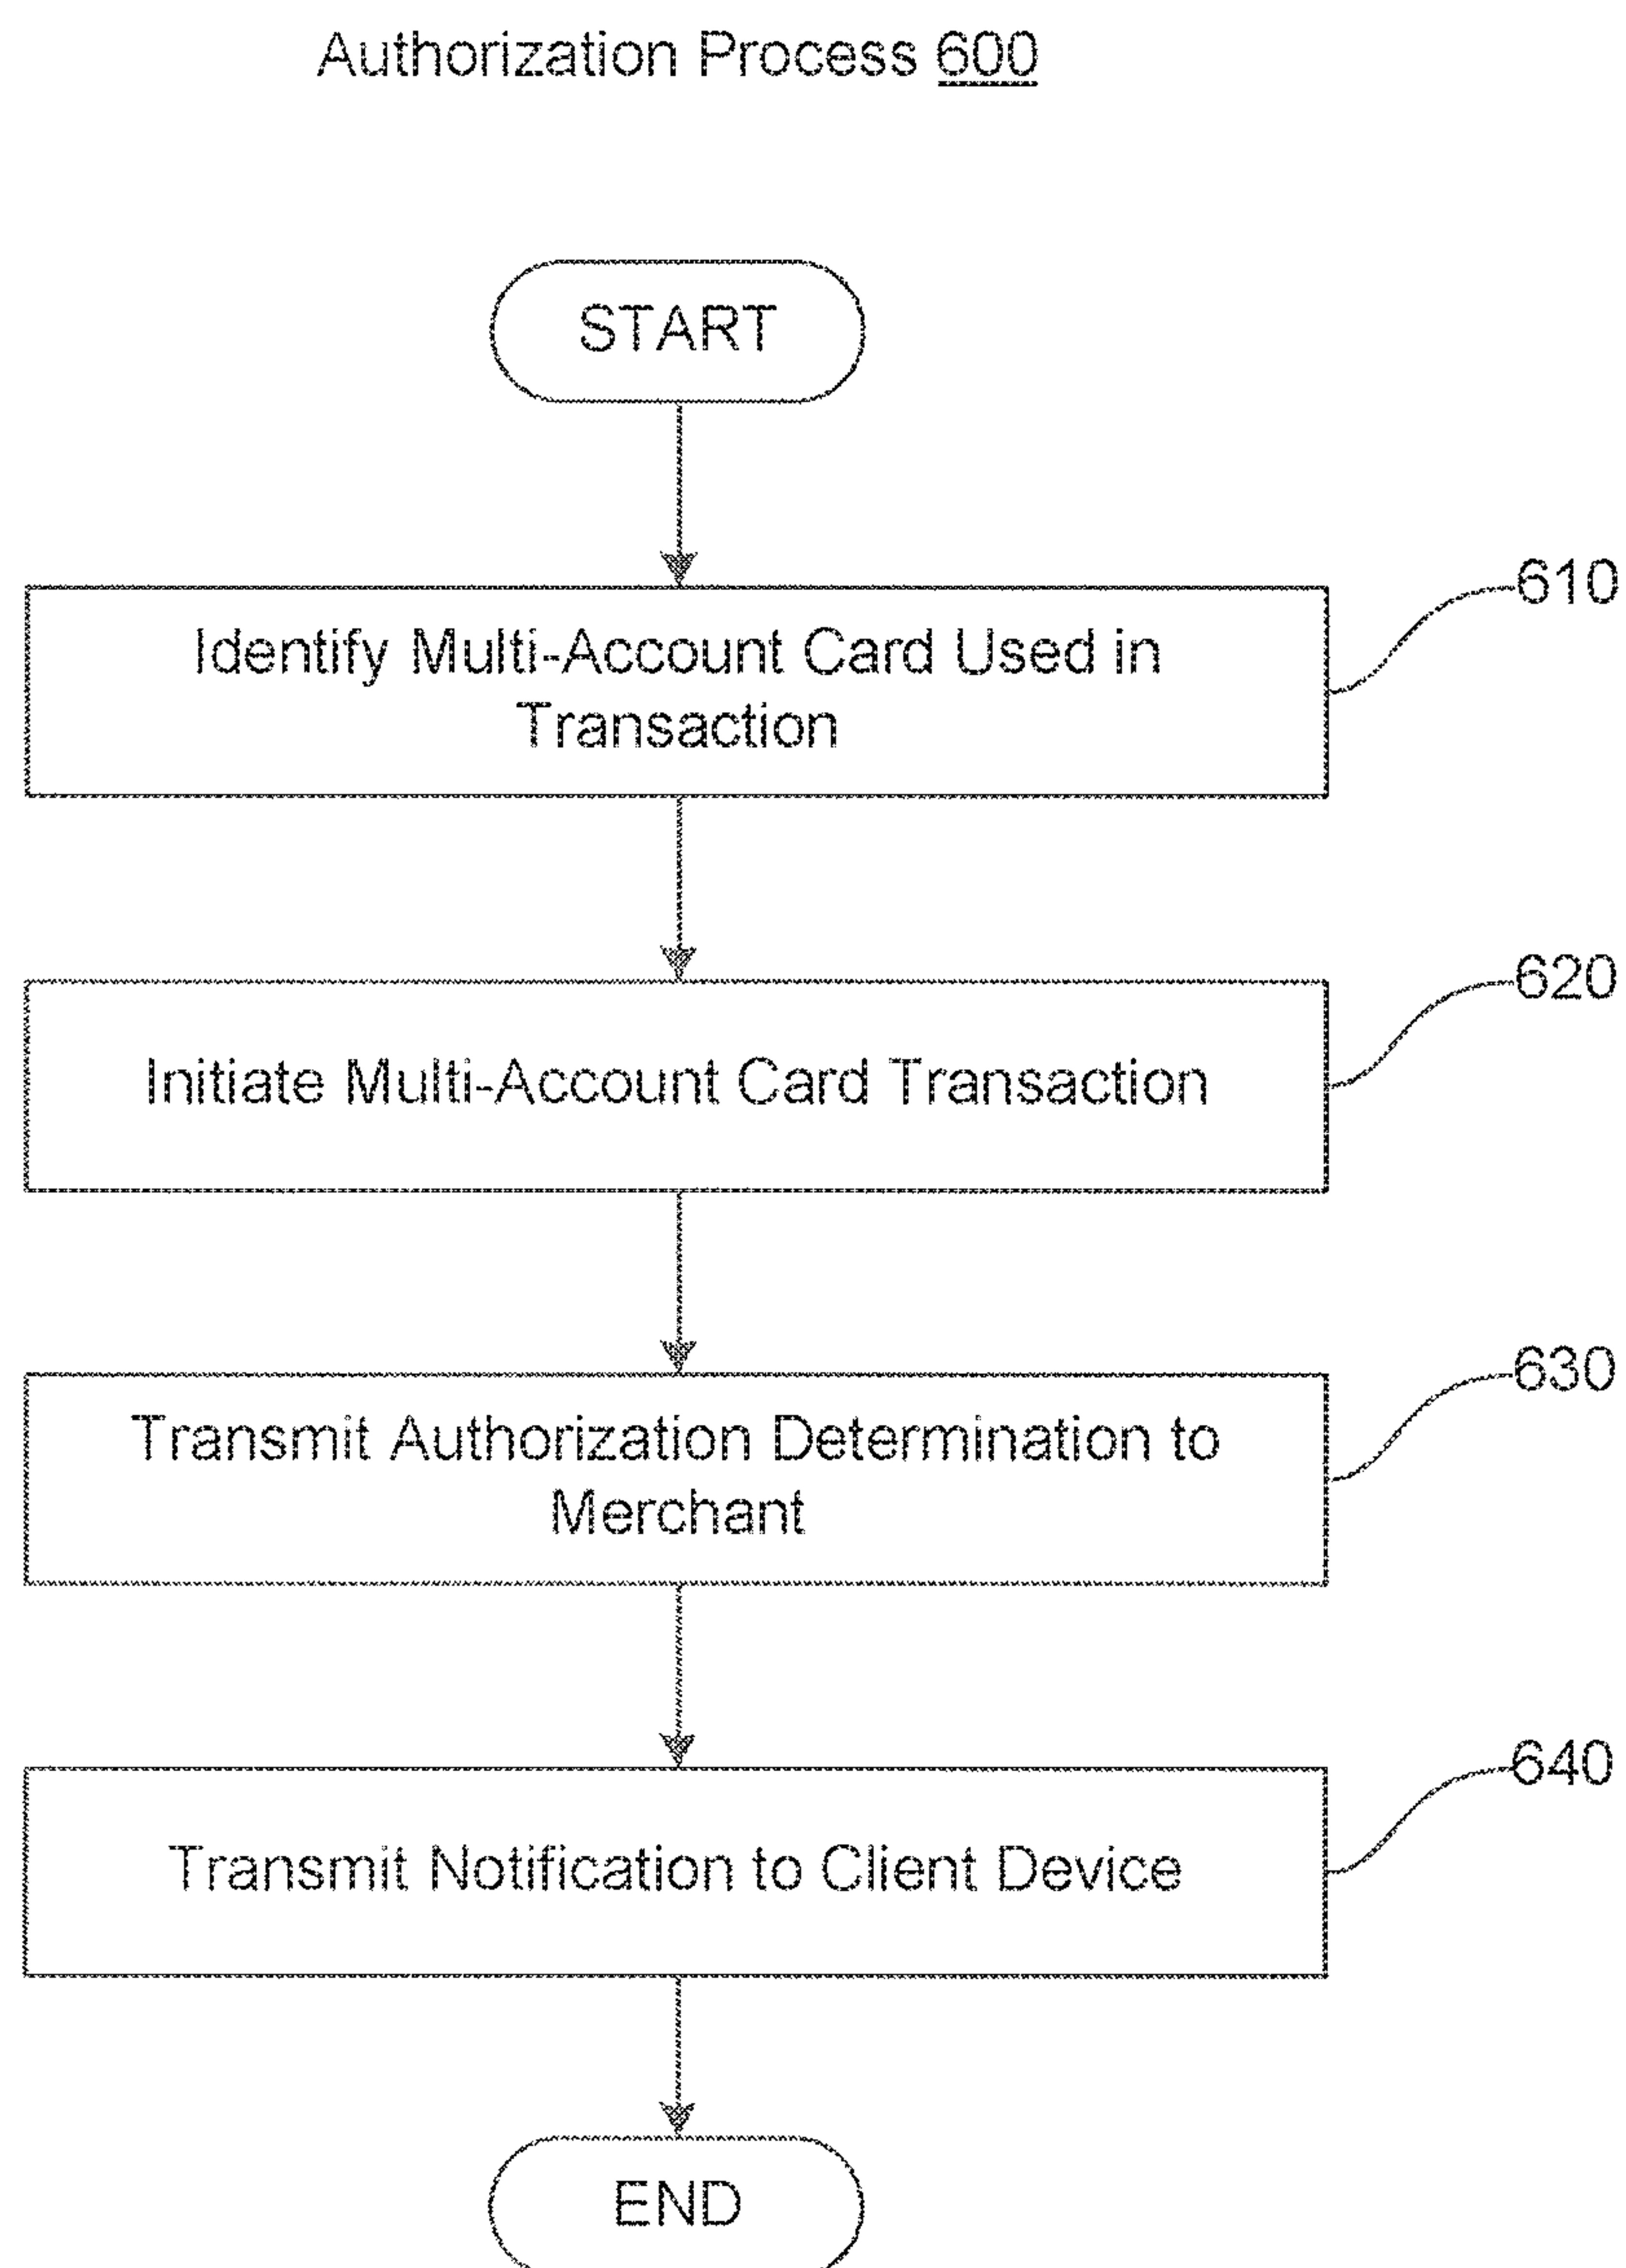 Authorization Process 600
START
Identify Multi-Account Card Used in
Transaction
610
Initiate Multi-Account Card Transaction
620
Transmit Authorization Determination to
Merchant
630
Transmit Notification to Client Device
640
END